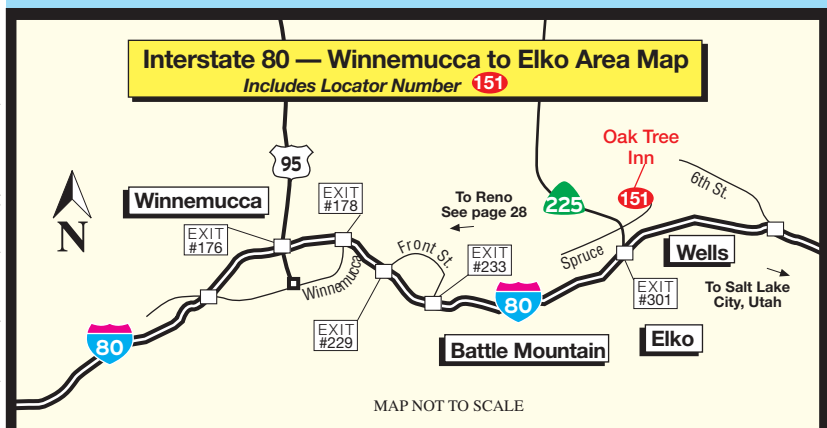 Interstate 80 — Winnemucca to Elko Area Map
Includes Locator Number 151
95
Oak Tree
Inn
151
6th St.
225
To Reno
See page 28
Winnemucca
N
EXIT
#178
EXIT
#176
Front St.
EXIT
#233
Winnemucca
Spruce
Wells
To Salt Lake
City, Utah
EXIT
#301
80
EXIT
#229
80
Battle Mountain
Elko
MAP NOT TO SCALE